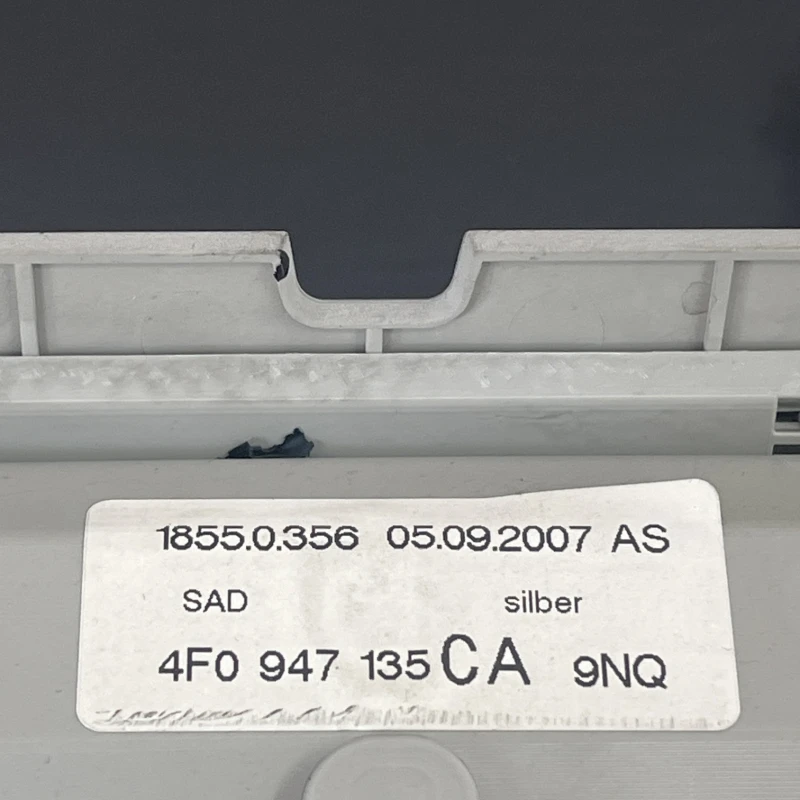 1855.0.356 05.09.2007 AS
SAD silber
4F0 947 135 CA 9NQ